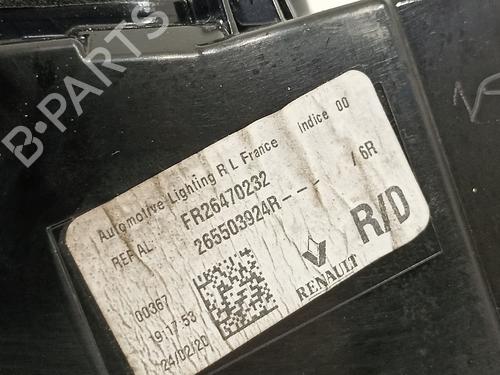 B-PARTS
Automotive Lighting R L France Indice 00
REF AL: FR26470232
265503924R--- / 6R
R/D
00367
19:17:53
24/02/20
RENAULT